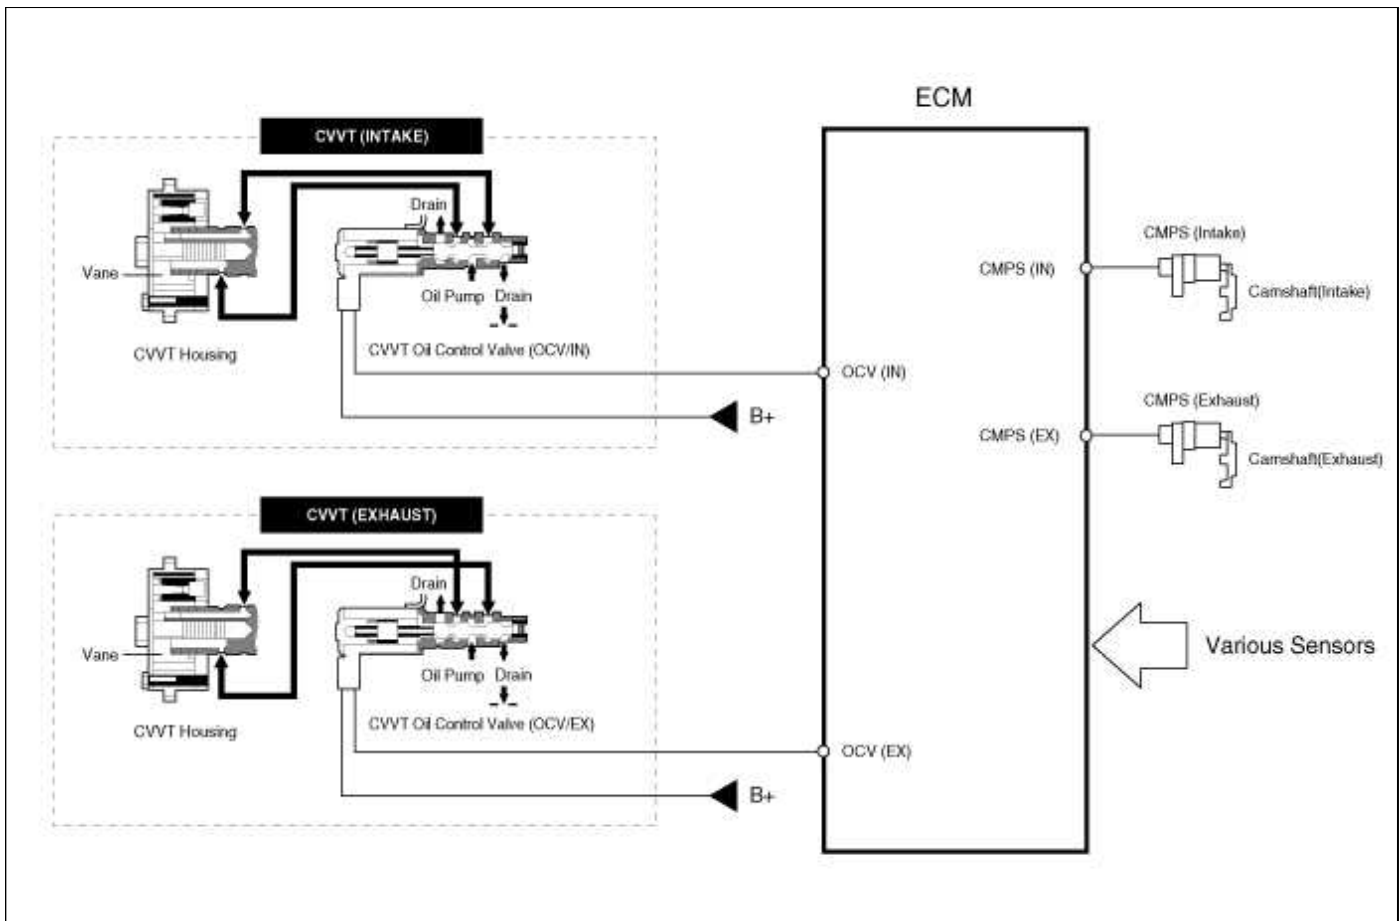 ECM
CVVT (INTAKE)
Drain
Vane
Oil Pump Drain
CVVT Housing
CVVT Oil Control Valve (OCV/IN)
B+
OCV (IN)
CMPS (IN)
CMPS (Intake)
Camshaft(Intake)
CMPS (EX)
CMPS (Exhaust)
Camshaft(Exhaust)
CVVT (EXHAUST)
Drain
Vane
Oil Pump Drain
CVVT Housing
CVVT Oil Control Valve (OCV/EX)
B+
OCV (EX)
Various Sensors